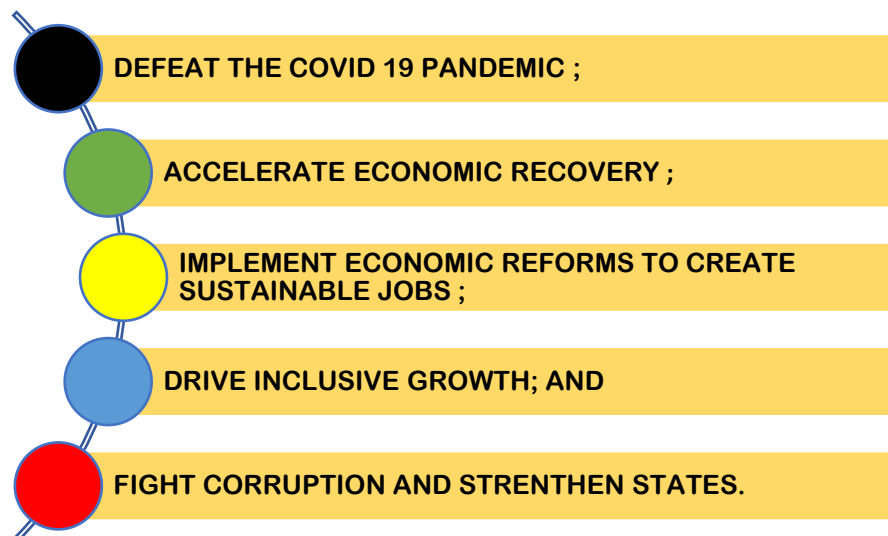 DEFEAT THE COVID 19 PANDEMIC ;
ACCELERATE ECONOMIC RECOVERY ;
IMPLEMENT ECONOMIC REFORMS TO CREATE
SUSTAINABLE JOBS ;
DRIVE INCLUSIVE GROWTH; AND
FIGHT CORRUPTION AND STRENTHEN STATES.